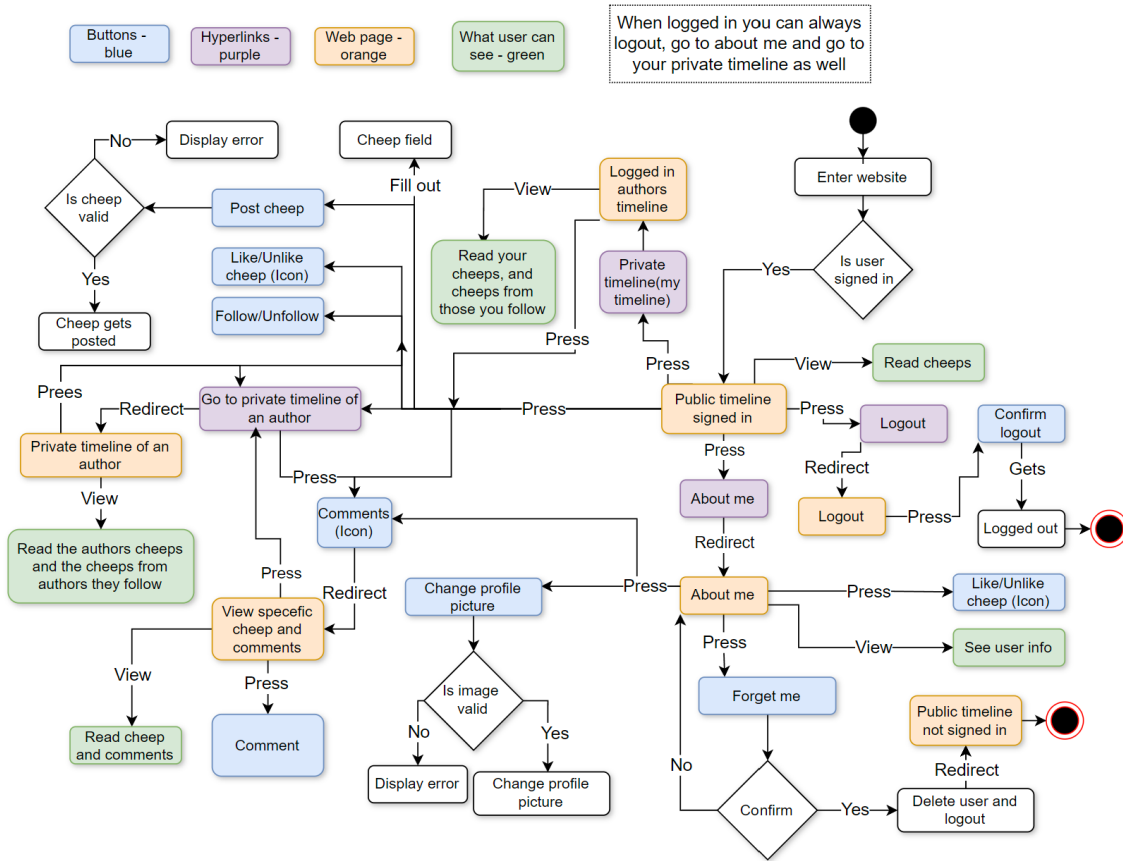 Buttons -
blue
Hyperlinks -
purple
Web page -
orange
What user can
see - green
When logged in you can always
logout, go to about me and go to
your private timeline as well
No
Display error
Cheep field
Is cheep
valid
Fill out
Post cheep
View
Logged in
authors
timeline
Enter website
Like/Unlike
cheep (Icon)
Read your
cheeps, and
cheeps from
those you follow
Private
timeline(my
timeline)
Yes
Is user
signed in
Yes
Cheep gets
posted
Follow/Unfollow
Press
Press
View
Read cheeps
Prees
Redirect
Go to private timeline of
an author
Press
Public timeline
signed in
Press
Logout
Confirm
logout
Private timeline of an
author
Press
Press
Redirect
Gets
View
Comments
(Icon)
About me
Logout
Press
Logged out
Read the authors cheeps
and the cheeps from
authors they follow
Redirect
Press
Redirect
Change profile
picture
Press
About me
Press
Like/Unlike
cheep (Icon)
View specefic
cheep and
comments
View
Press
Press
View
See user info
Is image
valid
Forget me
Read cheep
and comments
Comment
No
Yes
Public timeline
not signed in
No
Redirect
Display error
Change profile
picture
Confirm
Yes
Delete user and
logout